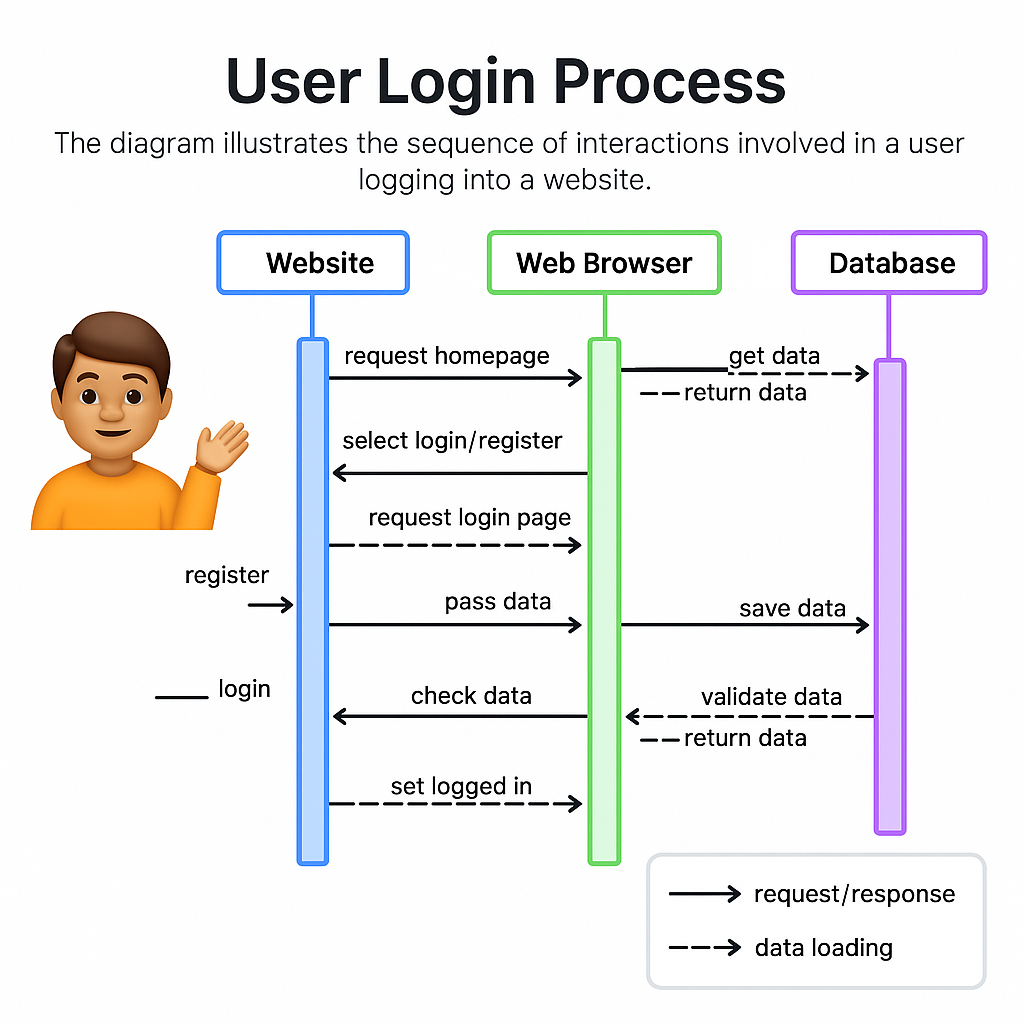 User Login Process
The diagram illustrates the sequence of interactions involved in a user
logging into a website.
Website
Web Browser
Database
request homepage
get data
return data
select login/register
request login page
register
pass data
save data
login
check data
validate data
return data
set logged in
request/response
data loading